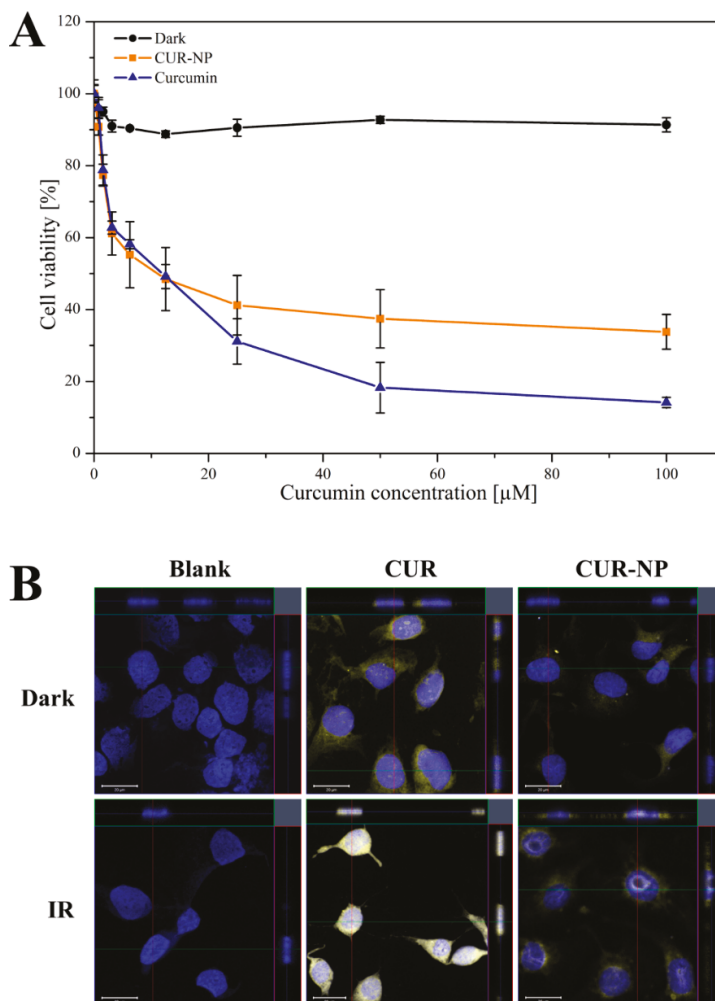 A
120
100
80
60
40
20
0
Cell viability [%]
Dark
CUR-NP
Curcumin
0 20 40 60 80 100
Curcumin concentration [µM]
B
Blank CUR CUR-NP
Dark
IR